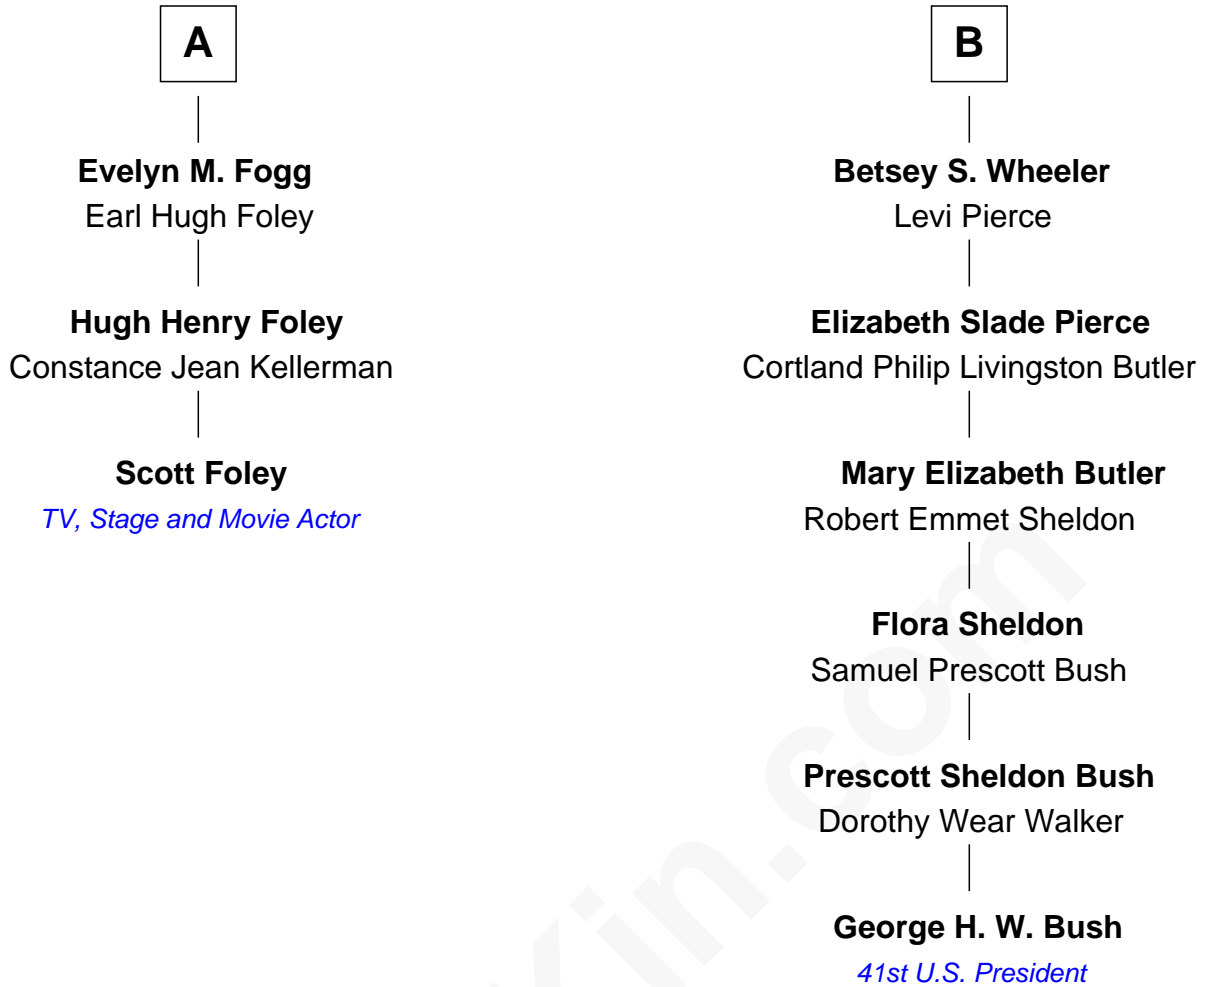 A
Evelyn M. Fogg
Earl Hugh Foley
Hugh Henry Foley
Constance Jean Kellerman
Scott Foley
TV, Stage and Movie Actor
B
Betsey S. Wheeler
Levi Pierce
Elizabeth Slade Pierce
Cortland Philip Livingston Butler
Mary Elizabeth Butler
Robert Emmet Sheldon
Flora Sheldon
Samuel Prescott Bush
Prescott Sheldon Bush
Dorothy Wear Walker
George H. W. Bush
41st U.S. President
Kin.com